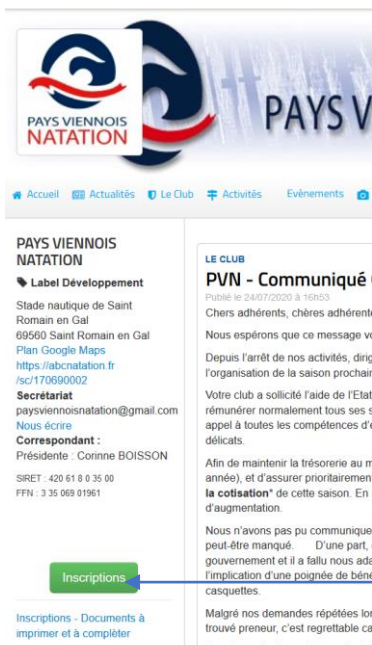 PAYS VIENNOIS
NATATION
PAYS
Accueil Actualités Le Club Activités Evènements
PAYS VIENNOIS
NATATION
Label Développement
Stade nautique de Saint
Romain en Gal
69560 Saint Romain en Gal
Plan Google Maps
https://abcnatation.fr
/sc/170690002
Secrétariat
paysviennoisnatation@gmail.com
Nous écrire
Correspondant :
Présidente : Corinne BOISSON
SIRET : 420 61 8 0 35 00
FFN : 3 35 069 01961
Inscriptions
Inscriptions - Documents à
imprimer et à complèter
LE CLUB
PVN - Communiqué
Publié le 24/07/2020 à 16h53
Chers adhérents, chères adhérente
Nous espérons que ce message vo
Depuis l'arrêt de nos activités, dirig
l'organisation de la saison prochain
Votre club a sollicité l'aide de l'Etat
rémunérer normalement tous ses s
appel à toutes les compétences d'e
délicats.
Afin de maintenir la trésorerie au m
année), et d'assurer prioritairement
la cotisation* de cette saison. En
d'augmentation.
Nous n'avons pas pu communique
peut-être manqué. D'une part,
gouvernement et il a fallu nous ada
l'implication d'une poignée de béné
casquettes.
Malgré nos demandes répétées lor
trouvé preneur, c'est regrettable ca